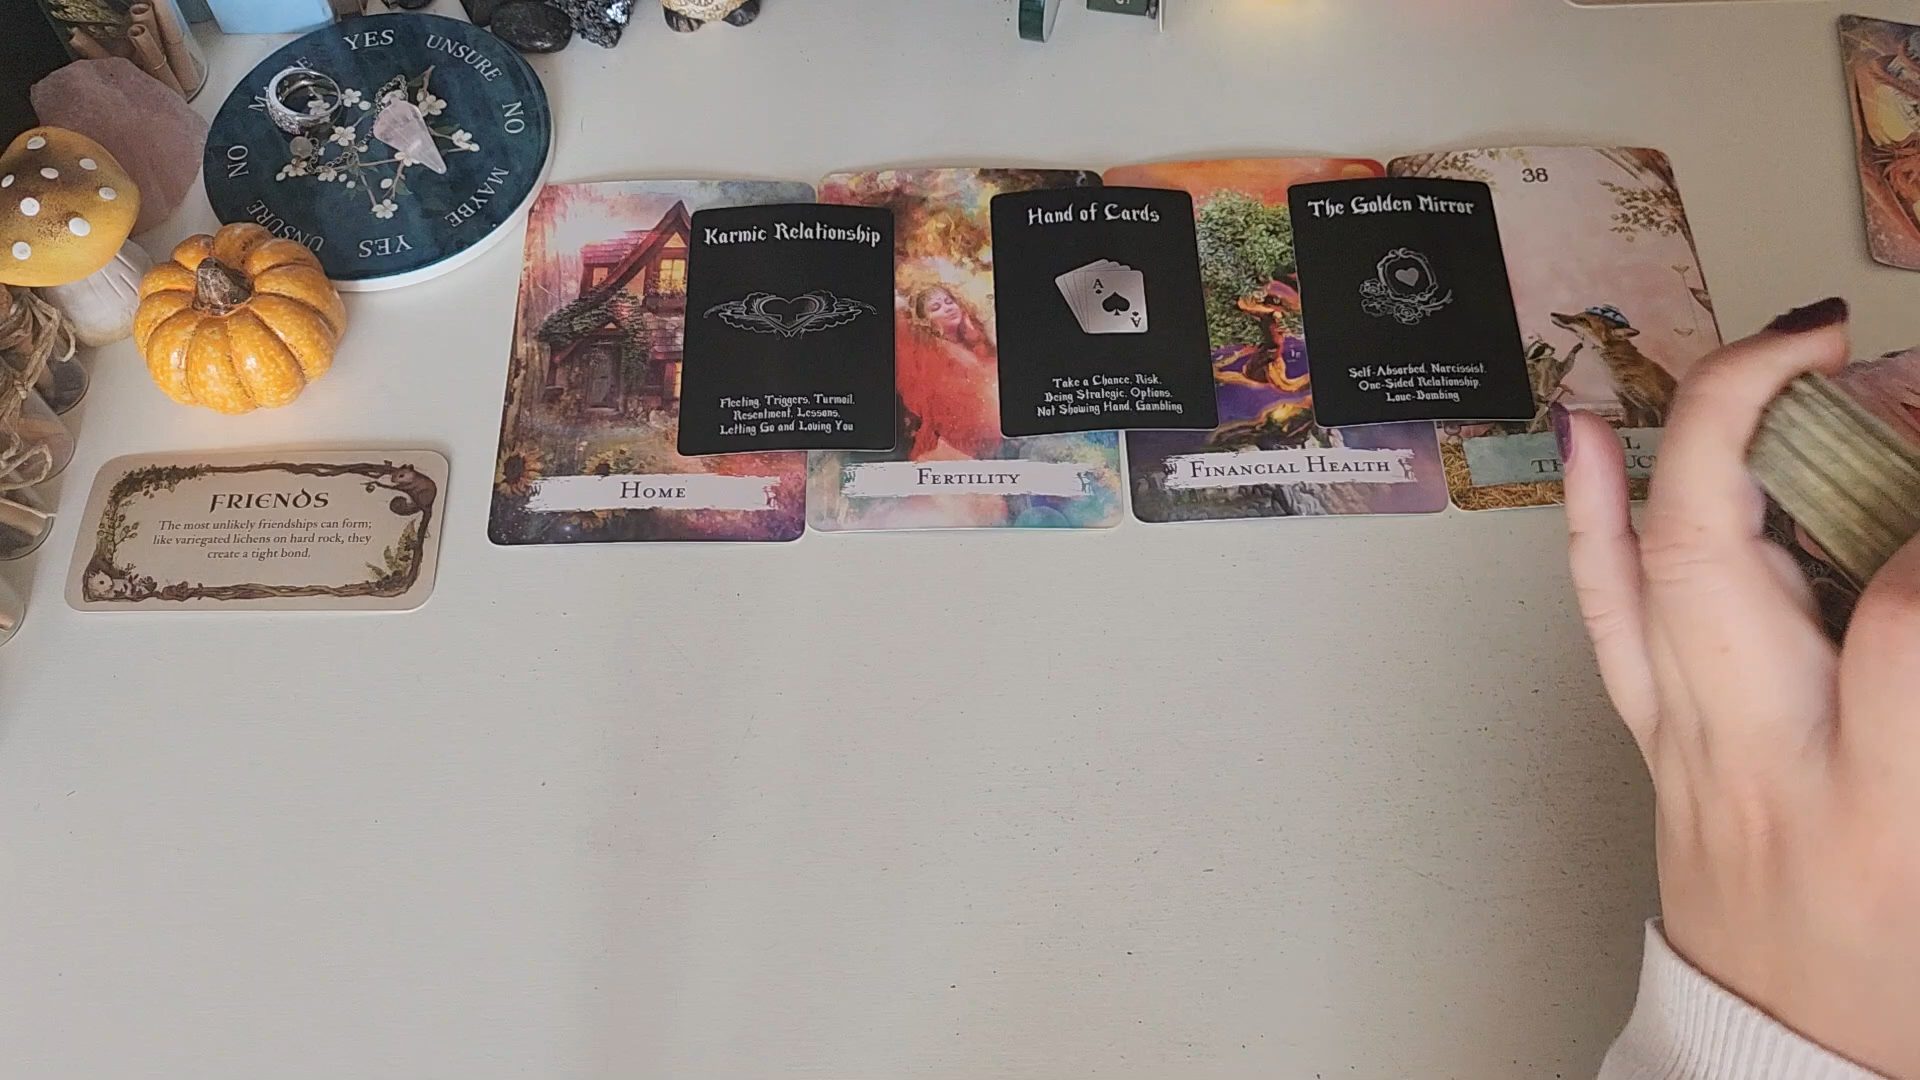 YES
UNSURE
NO
MAYBE
YES
UNSURE
NO
FRIENDS
The most unlikely friendships can form;
like variegated lichens on hard rock, they
create a tight bond.
HOME
Karmic Relationship
Fleeting, Triggers, Turmoil,
Resentment, Lessons,
Letting Go and Loving You
FERTILITY
Hand of Cards
A
A
Take a Chance, Risk,
Being Strategic, Options,
Not Showing Hand, Gambling
FINANCIAL HEALTH
The Golden Mirror
Self-Absorbed, Narcissist,
One-Sided Relationship,
Love-Bombing
38